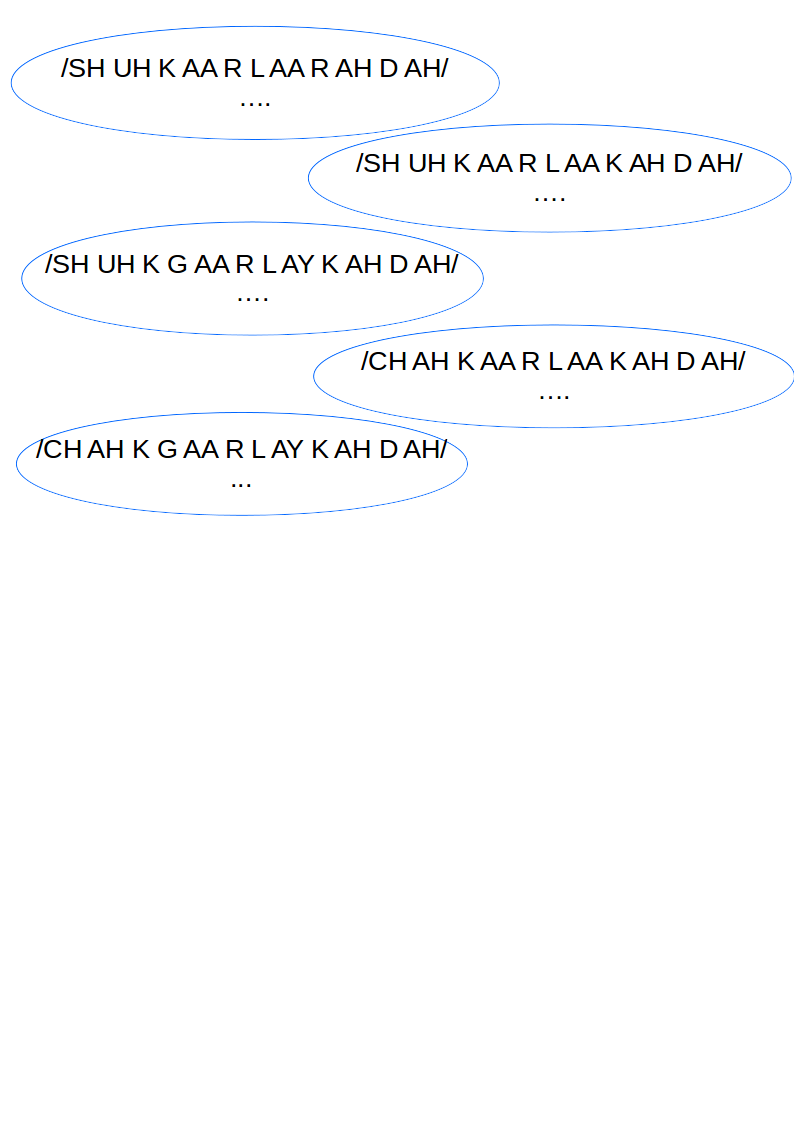 /SH UH K AA R L AA R AH D AH/
....
/SH UH K AA R L AA K AH D AH/
....
/SH UH K G AA R L AY K AH D AH/
....
/CH AH K AA R L AA K AH D AH/
....
/CH AH K G AA R L AY K AH D AH/
...